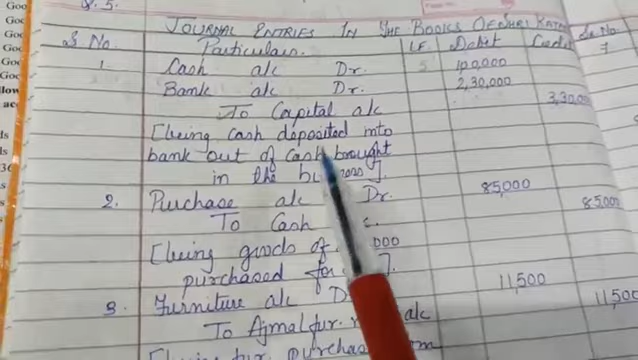 Q.5.
JOURNAL ENTRIES IN THE BOOKS OF
S No. Particulars. L.F. Debit Credit
1 Cash a/c Dr. 1,00,000
Bank a/c Dr. 2,30,000
To Capital a/c 3,30,000
[being cash deposited into
bank out of cash brought
in the
2. Purchase a/c Dr. 85,000
To Cash 85,000
[being goods of 000
purchased for
3. Furniture a/c 11,500
To Ajmal fur. a/c 11,500